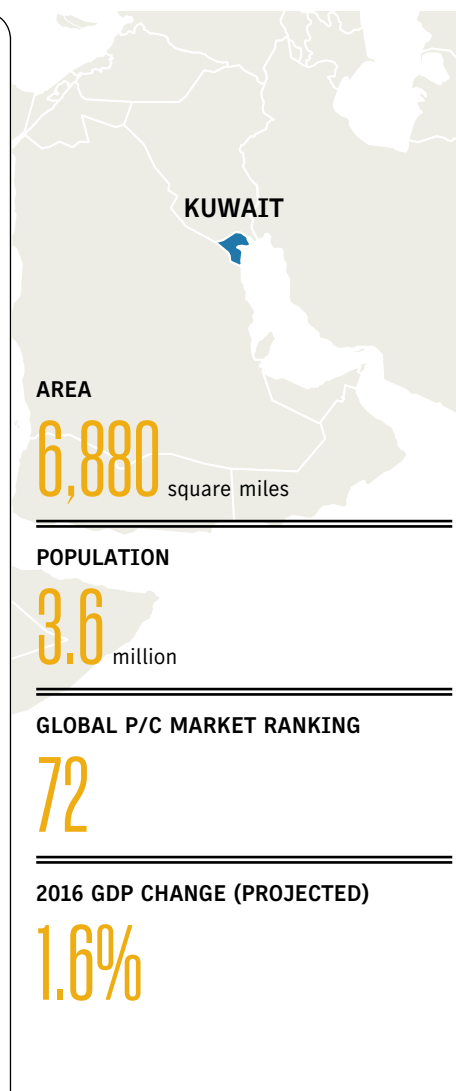 KUWAIT
AREA
6,880 square miles
POPULATION
3.6 million
GLOBAL P/C MARKET RANKING
72
2016 GDP CHANGE (PROJECTED)
1.6%